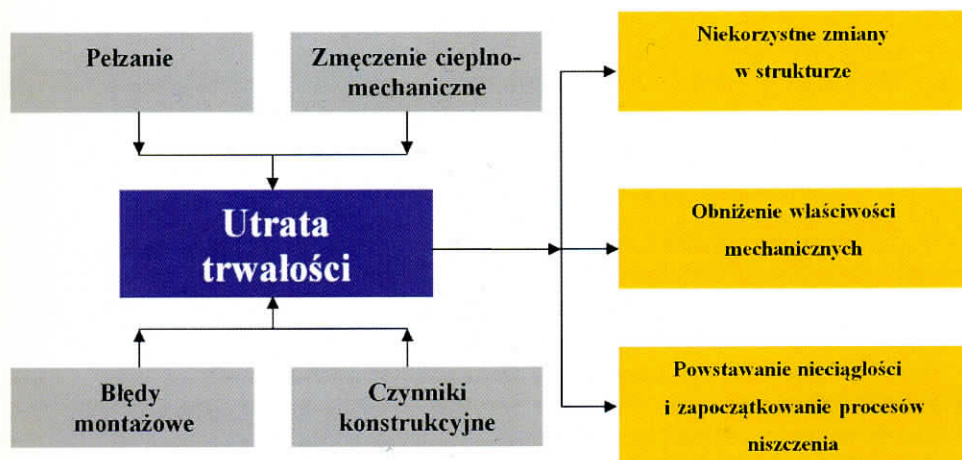 Pełzanie
Zmęczenie cieplno-
mechaniczne
Utrata
trwałości
Błędy
montażowe
Czynniki
konstrukcyjne
Niekorzystne zmiany
w strukturze
Obniżenie właściwości
mechanicznych
Powstawanie nieciągłości
i zapoczątkowanie procesów
niszczenia